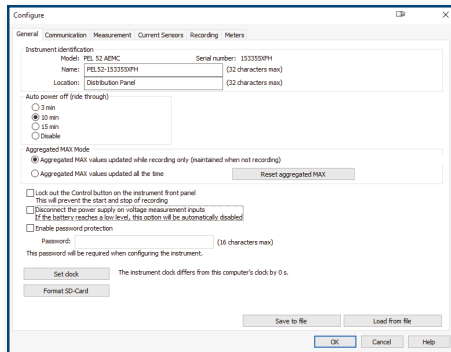 Configure
General Communication Measurement Current Sensors Recording Meters
Instrument identification
Model: PEL 52 AEMC Serial number: 153355XFH
Name: PEL52-153355XFH (32 characters max)
Location: Distribution Panel (32 characters max)
Auto power off (ride through)
3 min
10 min
15 min
Disable
Aggregated MAX Mode
Aggregated MAX values updated while recording only (maintained when not recording)
Aggregated MAX values updated all the time Reset aggregated MAX
Lock out the Control button on the instrument front panel
This will prevent the start and stop of recording
Disconnect the power supply on voltage measurement inputs
If the battery reaches a low level, this option will be automatically disabled
Enable password protection
Password: (16 characters max)
This password will be required when configuring the instrument.
Set clock The instrument clock differs from this computer's clock by 0 s.
Format SD-Card
Save to file Load from file
OK Cancel Help